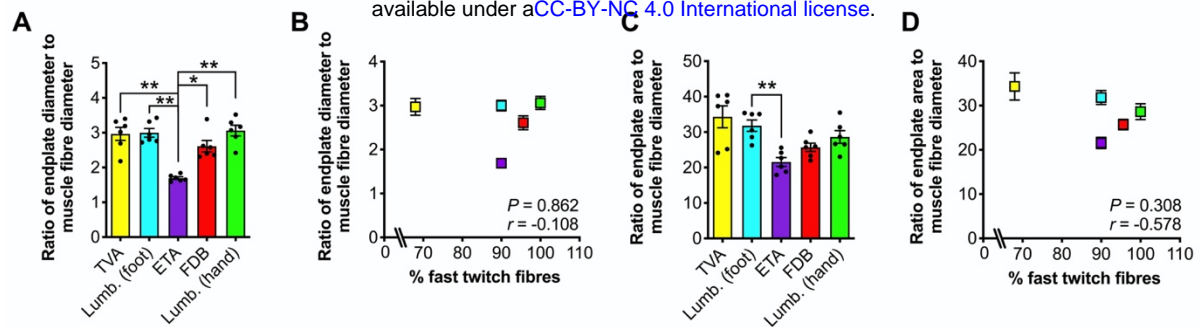 available under aCC-BY-NC 4.0 International license.
A
Ratio of endplate diameter to
muscle fibre diameter
5
4
3
2
1
0
**
**
*
**
TVA
Lumb. (foot)
ETA
FDB
Lumb. (hand)
B
Ratio of endplate diameter to
muscle fibre diameter
4
3
2
1
0
P = 0.862
r = -0.108
0 70 80 90 100 110
% fast twitch fibres
C
Ratio of endplate area to
muscle fibre diameter
50
40
30
20
10
0
**
TVA
Lumb. (foot)
ETA
FDB
Lumb. (hand)
D
Ratio of endplate area to
muscle fibre diameter
40
30
20
10
0
P = 0.308
r = -0.578
0 70 80 90 100 110
% fast twitch fibres